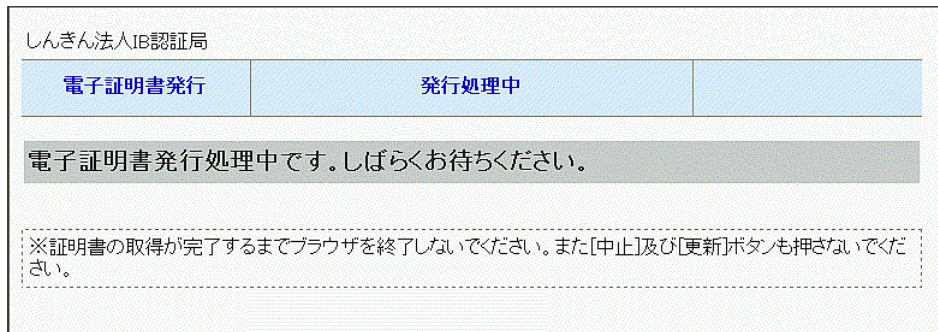 しんきん法人IB認証局
電子証明書発行 発行処理中
電子証明書発行処理中です。しばらくお待ちください。
※証明書の取得が完了するまでブラウザを終了しないでください。また[中止]及び[更新]ボタンも押さないでくだ
さい。